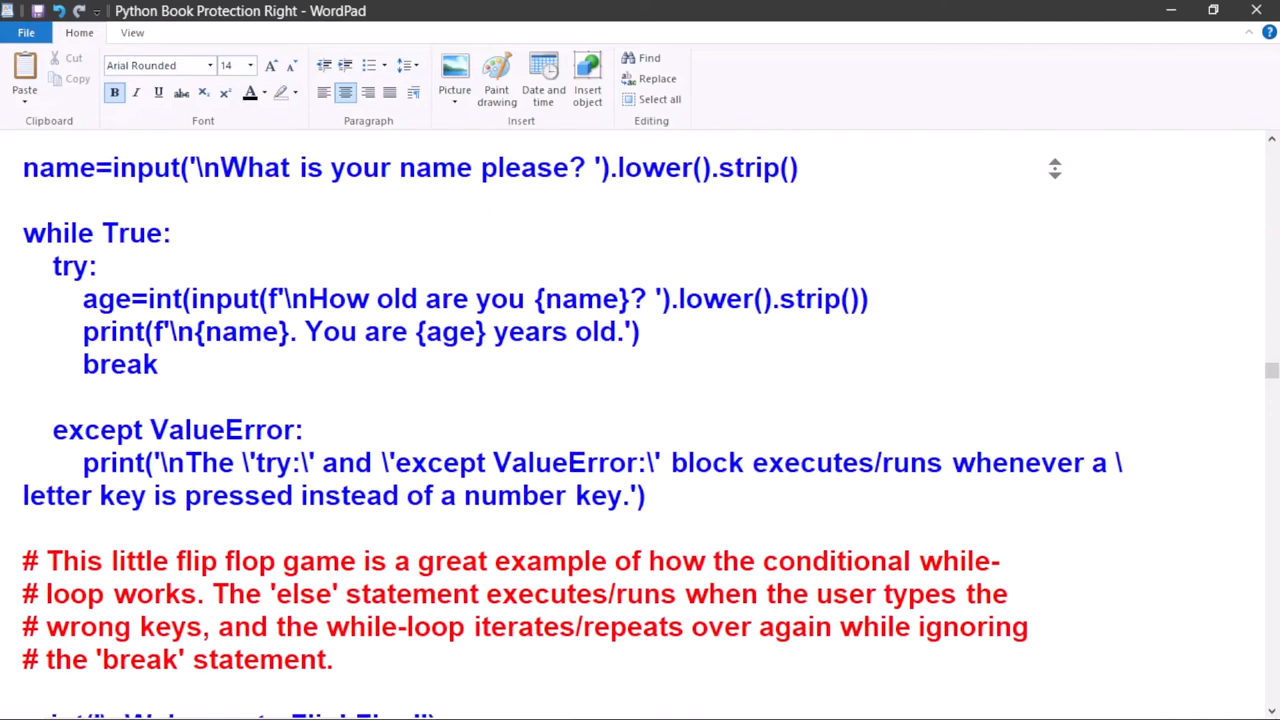 Python Book Protection Right - WordPad
File Home View
Paste Cut Copy Clipboard
Arial Rounded 14 Font
Paragraph
Picture Paint drawing Date and time Insert object Insert
Find Replace Select all Editing
name=input('\nWhat is your name please? ').lower().strip()
while True:
try:
age=int(input(f'\nHow old are you {name}? ').lower().strip())
print(f'\n{name}. You are {age} years old.')
break
except ValueError:
print('\nThe \'try:\' and \'except ValueError:\' block executes/runs whenever a \
letter key is pressed instead of a number key.')
# This little flip flop game is a great example of how the conditional while-
# loop works. The 'else' statement executes/runs when the user types the
# wrong keys, and the while-loop iterates/repeats over again while ignoring
# the 'break' statement.